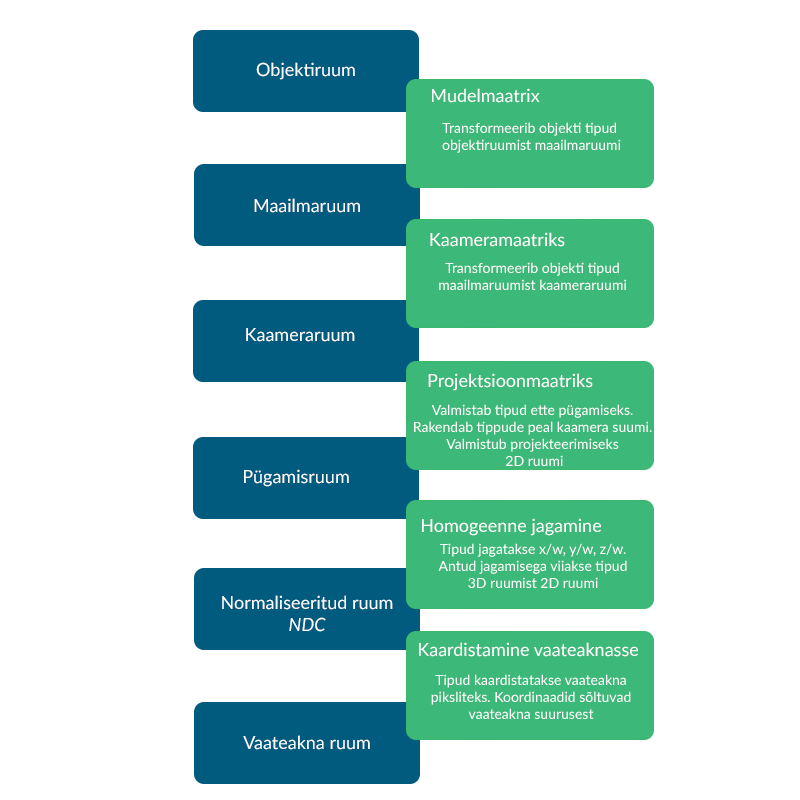 Objektiruum
Mudelmaatrix
Transformeerib objekti tipud
objektiruumist maailmaruumi
Maailmaruum
Kaameramaatriks
Transformeerib objekti tipud
maailmaruumist kaameraruumi
Kaameraruum
Projektsioonmaatriks
Valmistab tipud ette pügamiseks.
Rakendab tippude peal kaamera suumi.
Valmistub projekteerimiseks
2D ruumi
Pügamisruum
Homogeenne jagamine
Tipud jagatakse x/w, y/w, z/w.
Antud jagamisega viiakse tipud
3D ruumist 2D ruumi
Normaliseeritud ruum
NDC
Kaardistamine vaateaknasse
Tipud kaardistatakse vaateakna
piksliteks. Koordinaadid sõltuvad
vaateakna suurusest
Vaateakna ruum